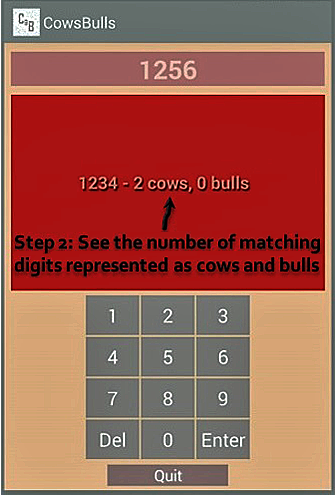 C B
CowsBulls
1256
1234 - 2 cows, 0 bulls
Step 2: See the number of matching
digits represented as cows and bulls
1 2 3
4 5 6
7 8 9
Del 0 Enter
Quit